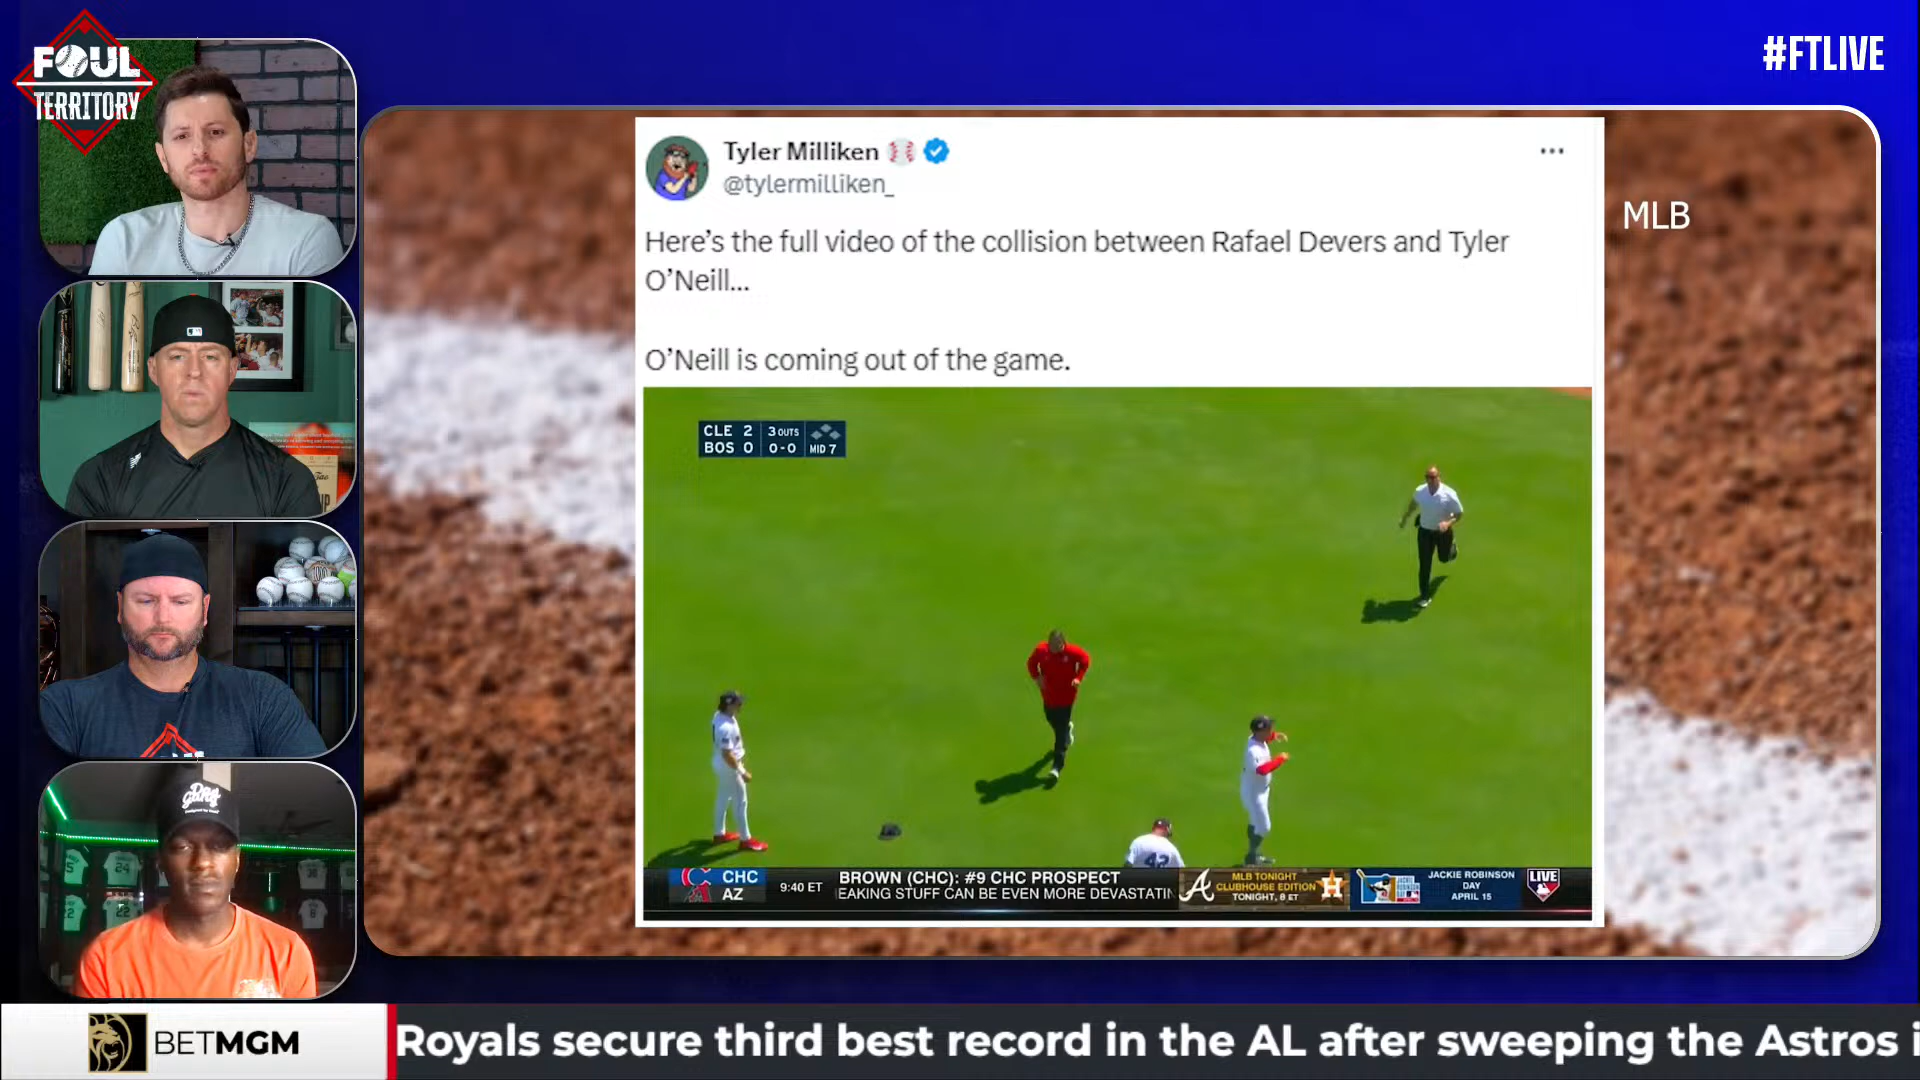 FOUL
TERRITORY
#FTLIVE
Tyler Milliken
@tylermilliken_
MLB
Here's the full video of the collision between Rafael Devers and Tyler
O'Neill...
O'Neill is coming out of the game.
CLE 2 3 OUTS
BOS 0 0-0 MID 7
42
CHC
AZ
9:40 ET
BROWN (CHC): #9 CHC PROSPECT
EAKING STUFF CAN BE EVEN MORE DEVASTATIN
MLB TONIGHT
CLUBHOUSE EDITION
TONIGHT, 6 ET
JACKIE ROBINSON
DAY
APRIL 15
LIVE
BETMGM
Royals secure third best record in the AL after sweeping the Astros i